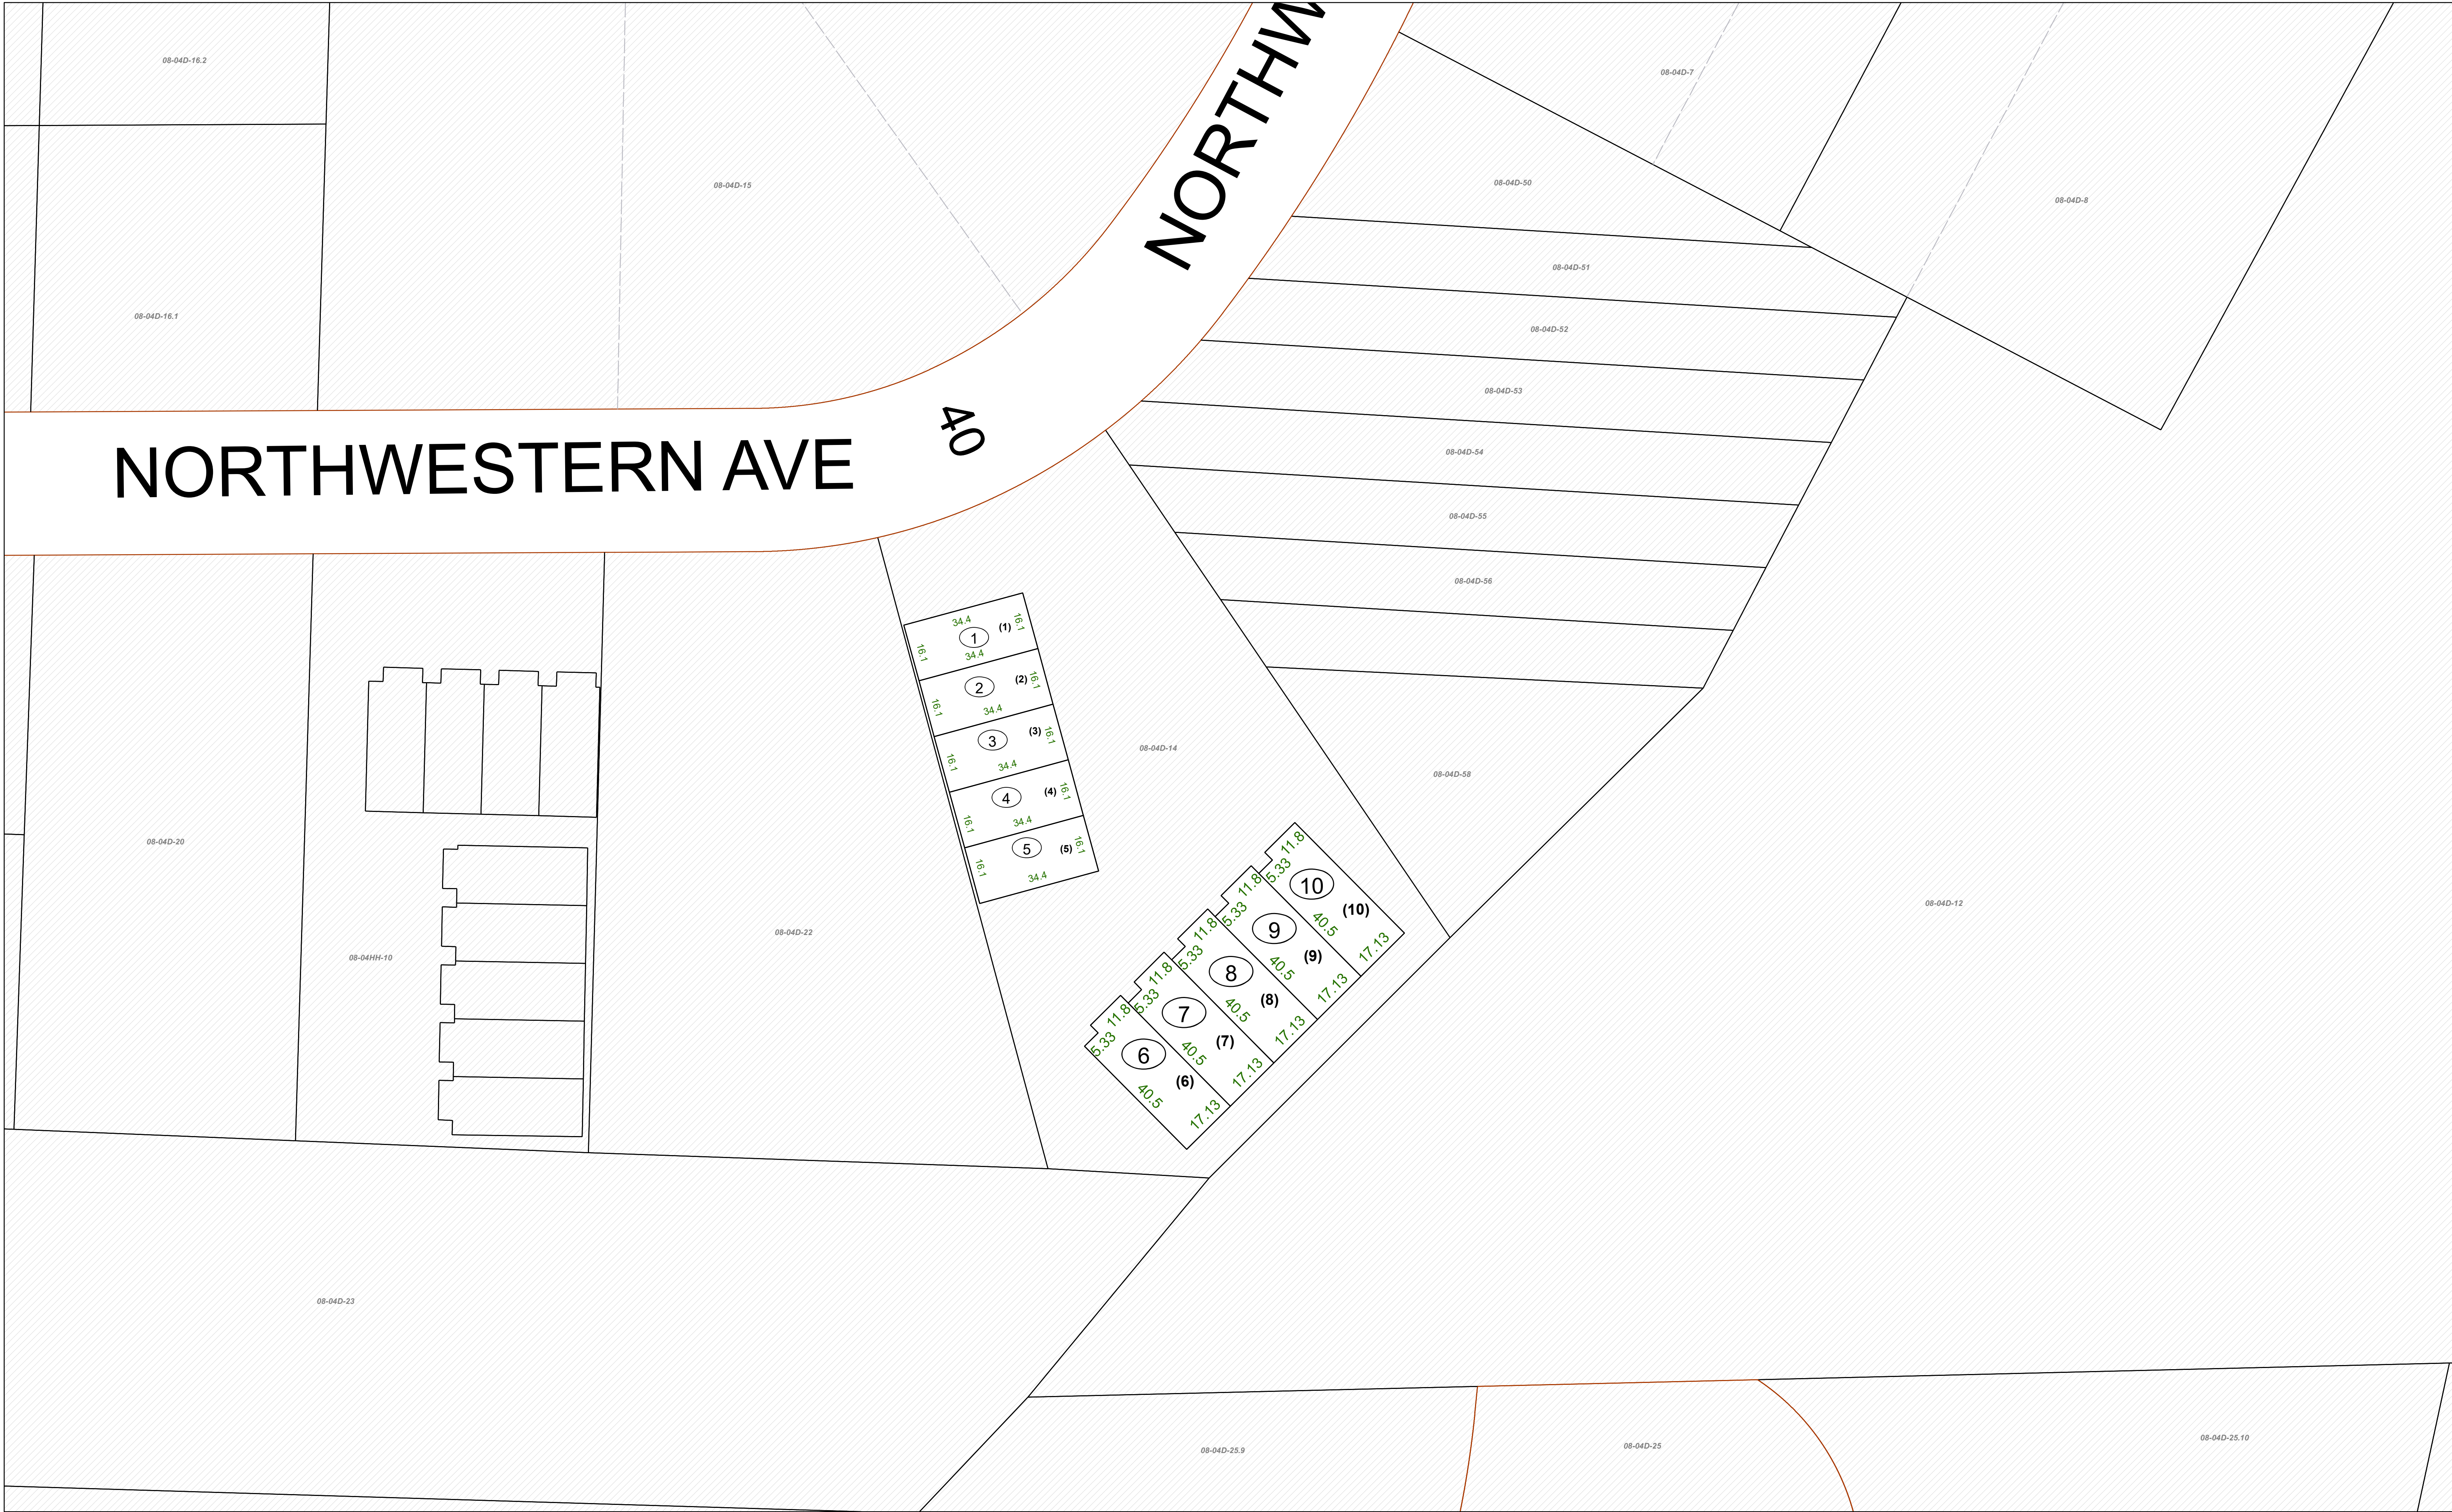 NORTHW
08-04D-16.2
08-04D-7
08-04D-15
08-04D-50
08-04D-8
08-04D-51
08-04D-16.1
08-04D-52
08-04D-53
40
NORTHWESTERN AVE
08-04D-54
08-04D-55
08-04D-56
34.4
1 (1) 16.1
16.1 34.4
2 (2) 16.1
16.1 34.4
3 (3) 16.1
16.1 34.4
4 (4) 16.1
16.1 34.4
5 (5) 16.1
16.1 34.4
08-04D-14
08-04D-58
08-04D-20
08-04D-22
08-04HH-10
08-04D-12
11.8
5.33
10 (10)
40.5
17.13
11.8
5.33
9 (9)
40.5
17.13
11.8
5.33
8 (8)
40.5
17.13
11.8
5.33
7 (7)
40.5
17.13
11.8
5.33
6 (6)
40.5
17.13
08-04D-23
08-04D-25.9
08-04D-25
08-04D-25.10